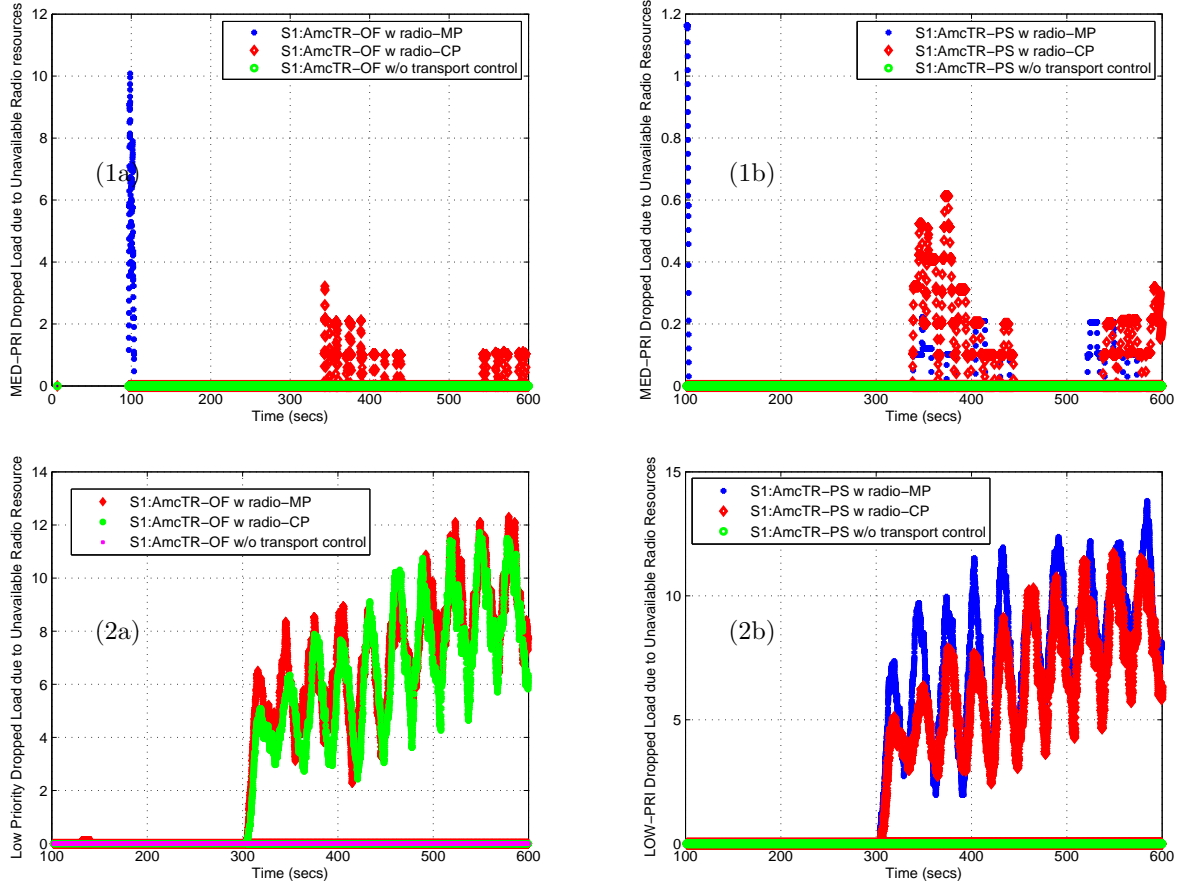 MED−PRI Dropped Load due to Unavailable Radio resources
12
10
8
6
4
2
0
S1:AmcTR−OF w radio−MP
S1:AmcTR−OF w radio−CP
S1:AmcTR−OF w/o transport control
(1a)
0 100 200 300 400 500 600
Time (secs)
MED−PRI Dropped Load due to Unavailable Radio Resources
1.2
1
0.8
0.6
0.4
0.2
0
S1:AmcTR−PS w radio−MP
S1:AmcTR−PS w radio−CP
S1:AmcTR−PS w/o transport control
(1b)
100 200 300 400 500 600
Time (secs)
Low Priority Dropped Load due to Unavailable Radio Resource
14
12
10
8
6
4
2
0
S1:AmcTR−OF w radio−MP
S1:AmcTR−OF w radio−CP
S1:AmcTR−OF w/o transport control
(2a)
100 200 300 400 500 600
Time (secs)
LOW−PRI Dropped Load due to Unavailable Radio Resources
15
10
5
0
S1:AmcTR−PS w radio−MP
S1:AmcTR−PS w radio−CP
S1:AmcTR−PS w/o transport control
(2b)
100 200 300 400 500 600
Time (secs)